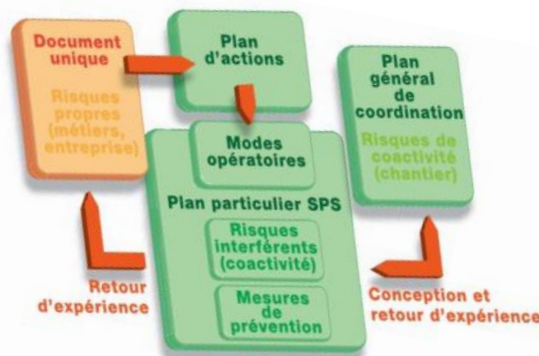 Document
unique
Risques
propres
(métiers,
entreprise)
Plan
d'actions
Plan
général
de
coordination
Risques de
coactivité
(chantier)
Modes
opératoires
Plan particulier SPS
Risques
interférents
(coactivité)
Mesures
de
prévention
Retour
d'expérience
Conception et
retour d'expérience